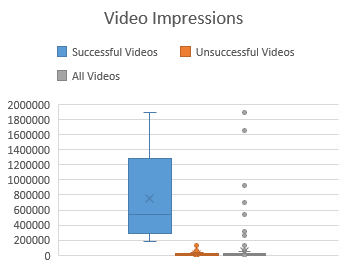 Video Impressions
Successful Videos
Unsuccessful Videos
All Videos
2000000
1800000
1600000
1400000
1200000
1000000
800000
600000
400000
200000
0